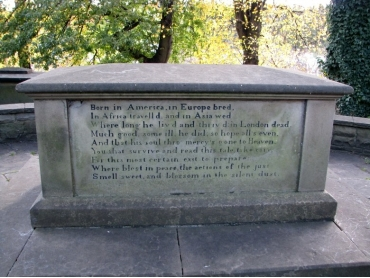 Born in America, in Europe bred,
In Africa travell'd, and in Asia wed,
Where long he liv'd and thriv'd, in London dead.
Much good, some ill, he did; so hope all's even,
And that his soul thro' mercy's gone to Heaven.
You that survive and read this tale, take care,
For this most certain exit to prepare:
Where blest in peace, the actions of the just
Smell sweet, and blossom in the silent dust.